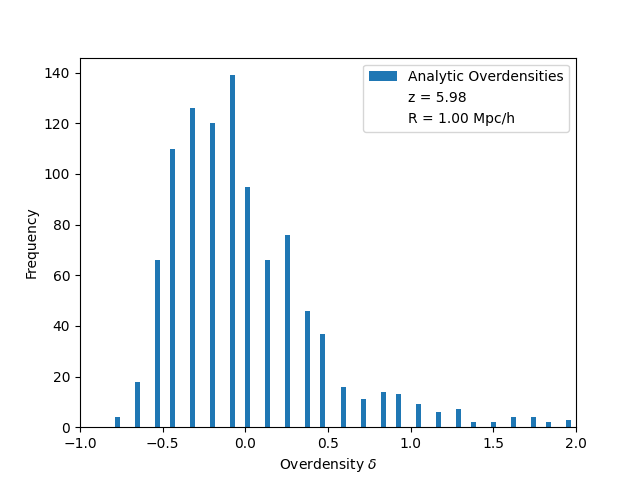 140
120
100
80
60
40
20
0
Frequency
Analytic Overdensities
z = 5.98
R = 1.00 Mpc/h
−1.0 −0.5 0.0 0.5 1.0 1.5 2.0
Overdensity δ